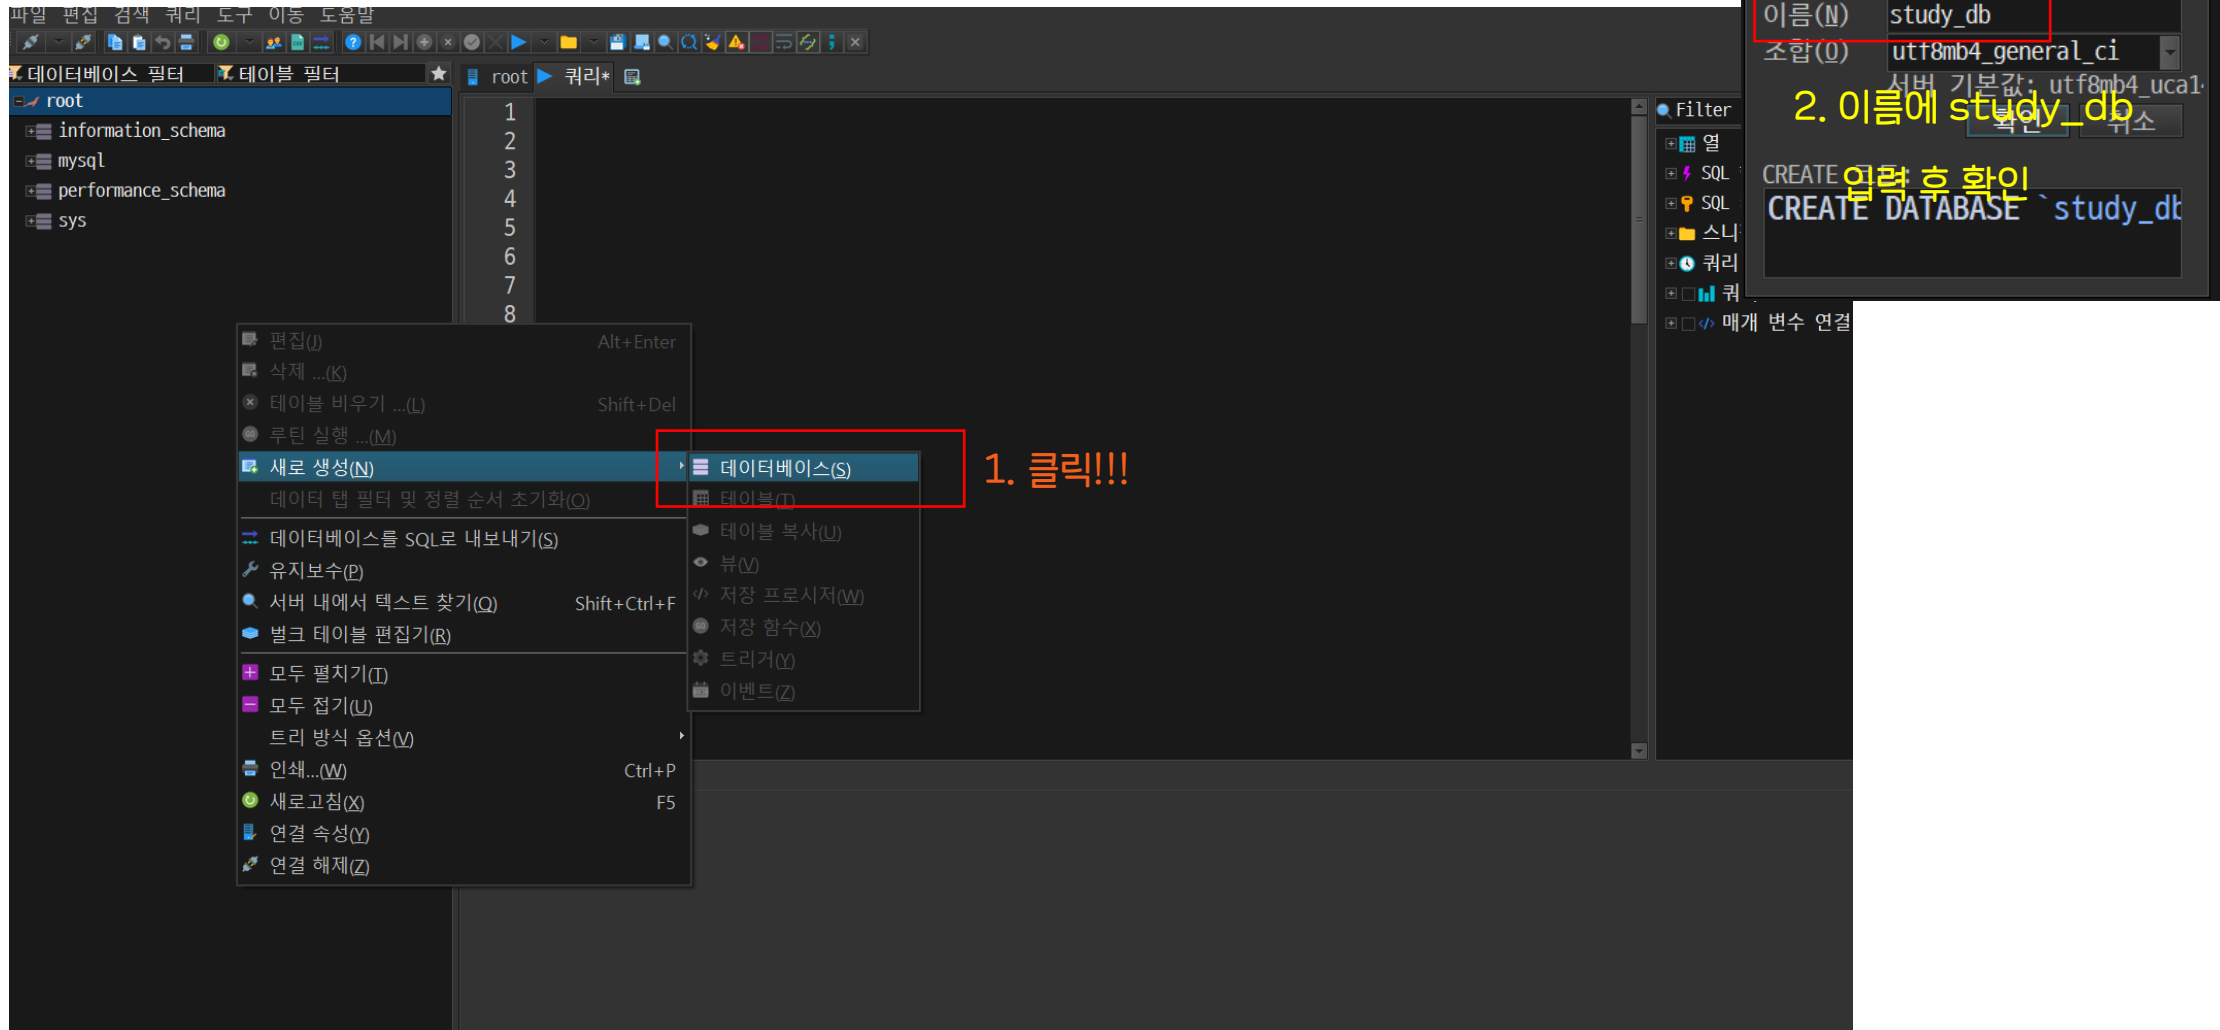 파일 편집 검색 쿼리 도구 이동 도움말
데이터베이스 필터 테이블 필터
root
information_schema
mysql
performance_schema
sys
root 쿼리*
1
2
3
4
5
6
7
8
Filter
열
SQL
SQL
쿼리
매개 변수 연결
편집(J) Alt+Enter
삭제 ...(K)
테이블 비우기 ...(L) Shift+Del
루틴 실행 ...(M)
새로 생성(N)
데이터 탭 필터 및 정렬 순서 초기화(O)
데이터베이스를 SQL로 내보내기(S)
유지보수(P)
서버 내에서 텍스트 찾기(Q) Shift+Ctrl+F
벌크 테이블 편집기(R)
모두 펼치기(T)
모두 접기(U)
트리 방식 옵션(V)
인쇄...(W) Ctrl+P
새로고침(X) F5
연결 속성(Y)
연결 해제(Z)
데이터베이스(S)
테이블(T)
테이블 복사(U)
뷰(V)
저장 프로시저(W)
저장 함수(X)
트리거(Y)
이벤트(Z)
1. 클릭!!!
이름(N) study_db
조합(O) utf8mb4_general_ci
서버 기본값: utf8mb4_uca1
확인 취소
2. 이름에 study_db
입력 후 확인
CREATE
CREATE DATABASE `study_db